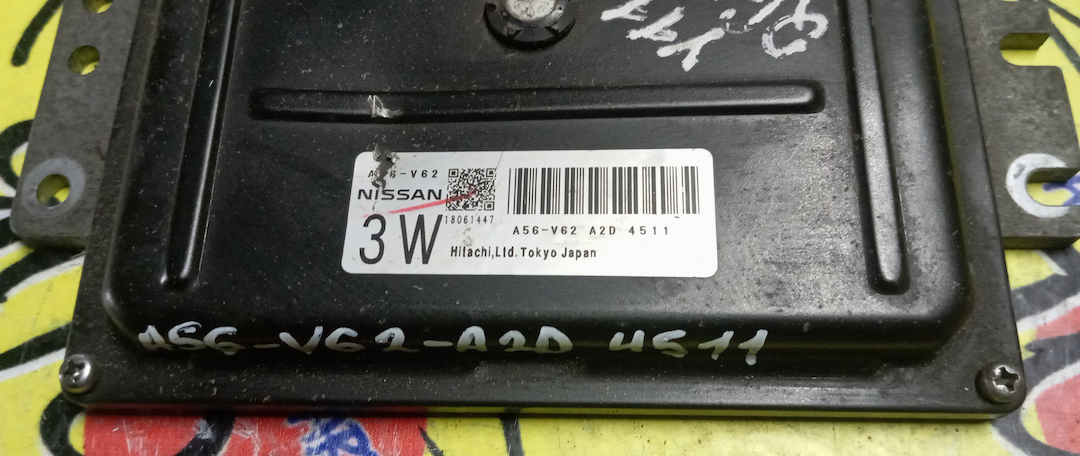 A56-V62
NISSAN
18061447
3W
A56-V62 A2D 4511
Hitachi,Ltd.Tokyo Japan
A56-V62-A2D 4511